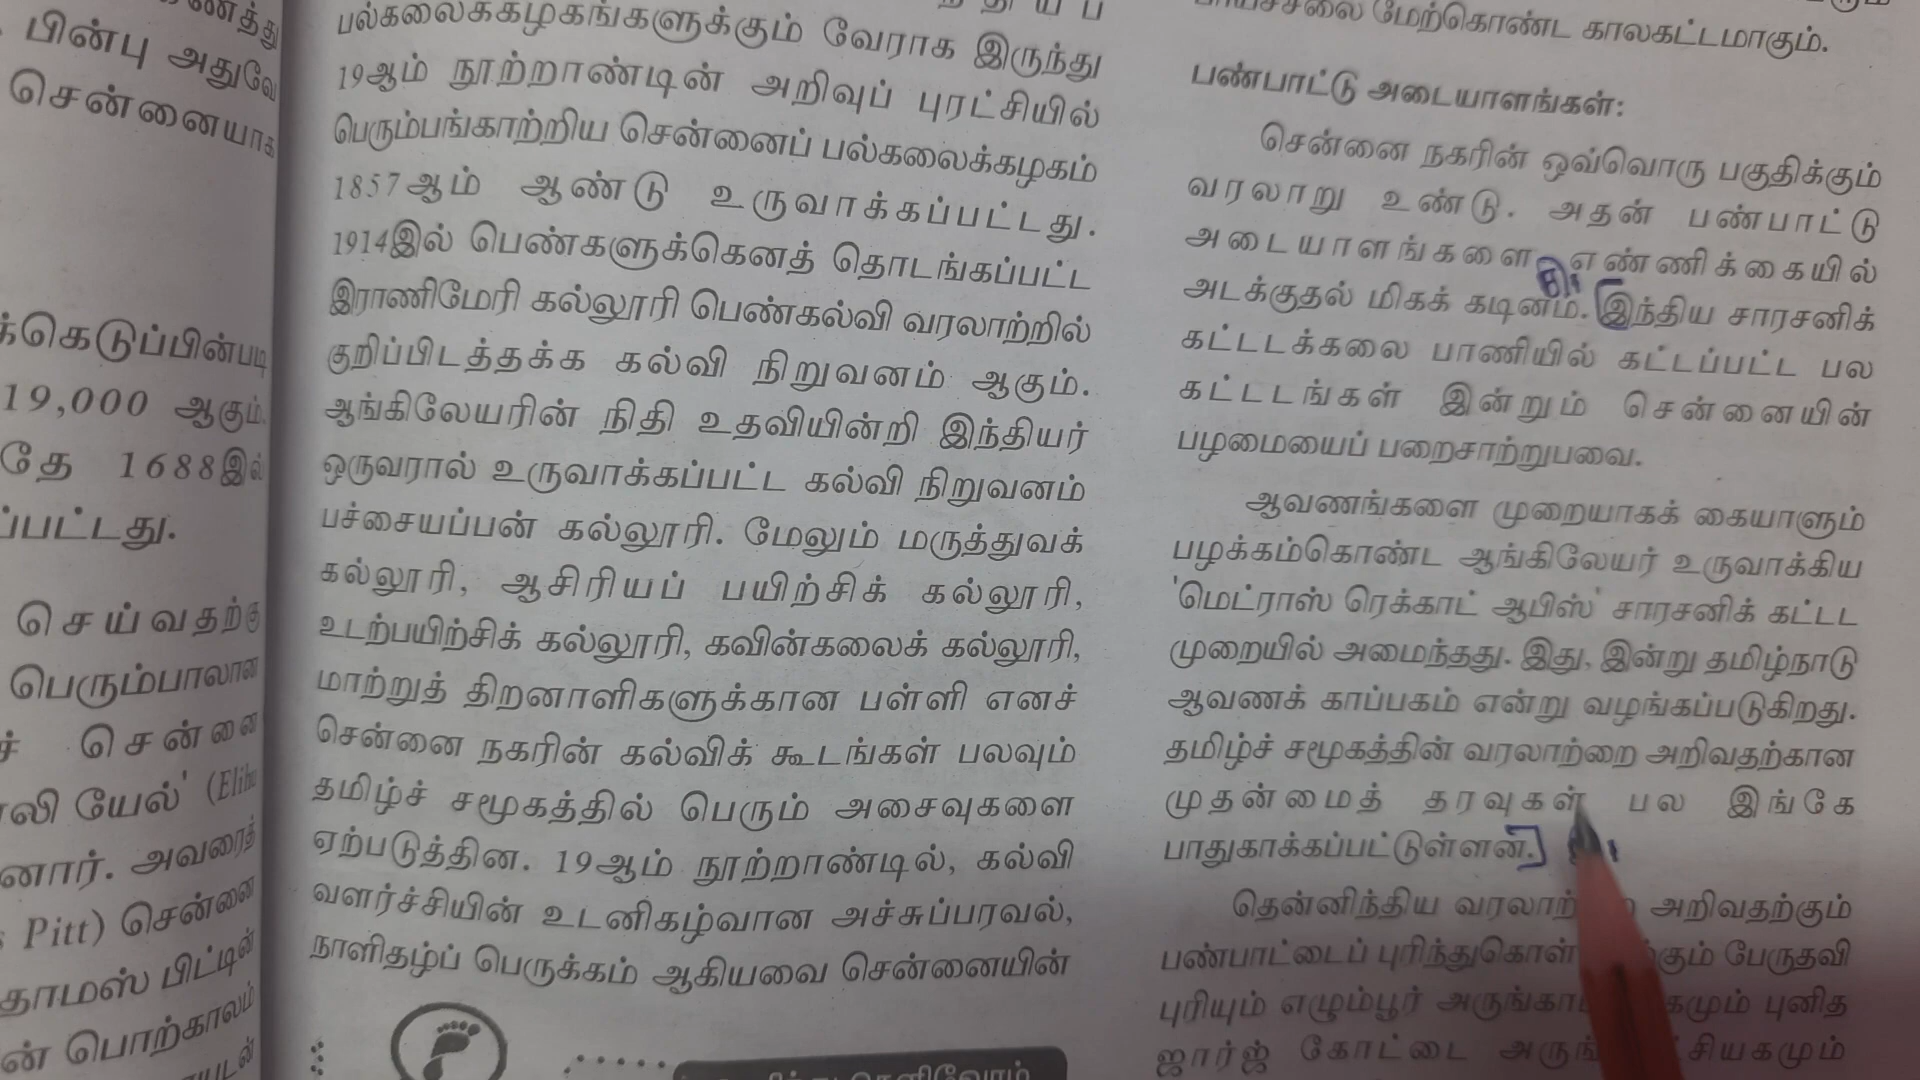 பின்பு அதுவே
சென்னையாக
19,000 ஆகும்.
1688இல்
செய்வதற்கு
பெரும்பாலான
சென்னை
யேல்' (Elihu
அவரைத்
Pitt) சென்னை
தாமஸ் பிட்டின்
பொற்காலம்
பல்கலைக்கழகங்களுக்கும் வேராக இருந்து
19ஆம் நூற்றாண்டின் அறிவுப் புரட்சியில்
பெரும்பங்காற்றிய சென்னைப் பல்கலைக்கழகம்
1857ஆம் ஆண்டு உருவாக்கப்பட்டது.
1914இல் பெண்களுக்கெனத் தொடங்கப்பட்ட
இராணிமேரி கல்லூரி பெண்கல்வி வரலாற்றில்
குறிப்பிடத்தக்க கல்வி நிறுவனம் ஆகும்.
ஆங்கிலேயரின் நிதி உதவியின்றி இந்தியர்
ஒருவரால் உருவாக்கப்பட்ட கல்வி நிறுவனம்
பச்சையப்பன் கல்லூரி. மேலும் மருத்துவக்
கல்லூரி, ஆசிரியப் பயிற்சிக் கல்லூரி,
உடற்பயிற்சிக் கல்லூரி, கவின்கலைக் கல்லூரி,
மாற்றுத் திறனாளிகளுக்கான பள்ளி எனச்
சென்னை நகரின் கல்விக் கூடங்கள் பலவும்
தமிழ்ச் சமூகத்தில் பெரும் அசைவுகளை
ஏற்படுத்தின. 19ஆம் நூற்றாண்டில், கல்வி
வளர்ச்சியின் உடனிகழ்வான அச்சுப்பரவல்,
நாளிதழ்ப் பெருக்கம் ஆகியவை சென்னையின்
மேற்கொண்ட காலகட்டமாகும்.
பண்பாட்டு அடையாளங்கள்:
சென்னை நகரின் ஒவ்வொரு பகுதிக்கும்
வரலாறு உண்டு. அதன் பண்பாட்டு
அடையாளங்களை எண்ணிக்கையில்
அடக்குதல் மிகக் கடினம். இந்திய சாரசனிக்
கட்டடக்கலை பாணியில் கட்டப்பட்ட பல
கட்டடங்கள் இன்றும் சென்னையின்
பழமையைப் பறைசாற்றுபவை.
ஆவணங்களை முறையாகக் கையாளும்
பழக்கம்கொண்ட ஆங்கிலேயர் உருவாக்கிய
'மெட்ராஸ் ரெக்காட் ஆபிஸ்' சாரசனிக் கட்டட
முறையில் அமைந்தது. இது, இன்று தமிழ்நாடு
ஆவணக் காப்பகம் என்று வழங்கப்படுகிறது.
தமிழ்ச் சமூகத்தின் வரலாற்றை அறிவதற்கான
முதன்மைத் தரவுகள் பல இங்கே
பாதுகாக்கப்பட்டுள்ளன.
தென்னிந்திய அறிவதற்கும்
பண்பாட்டைப் பேருதவி
புரியும் எழும்பூர் புனித
ஜார்ஜ் கோட்டை